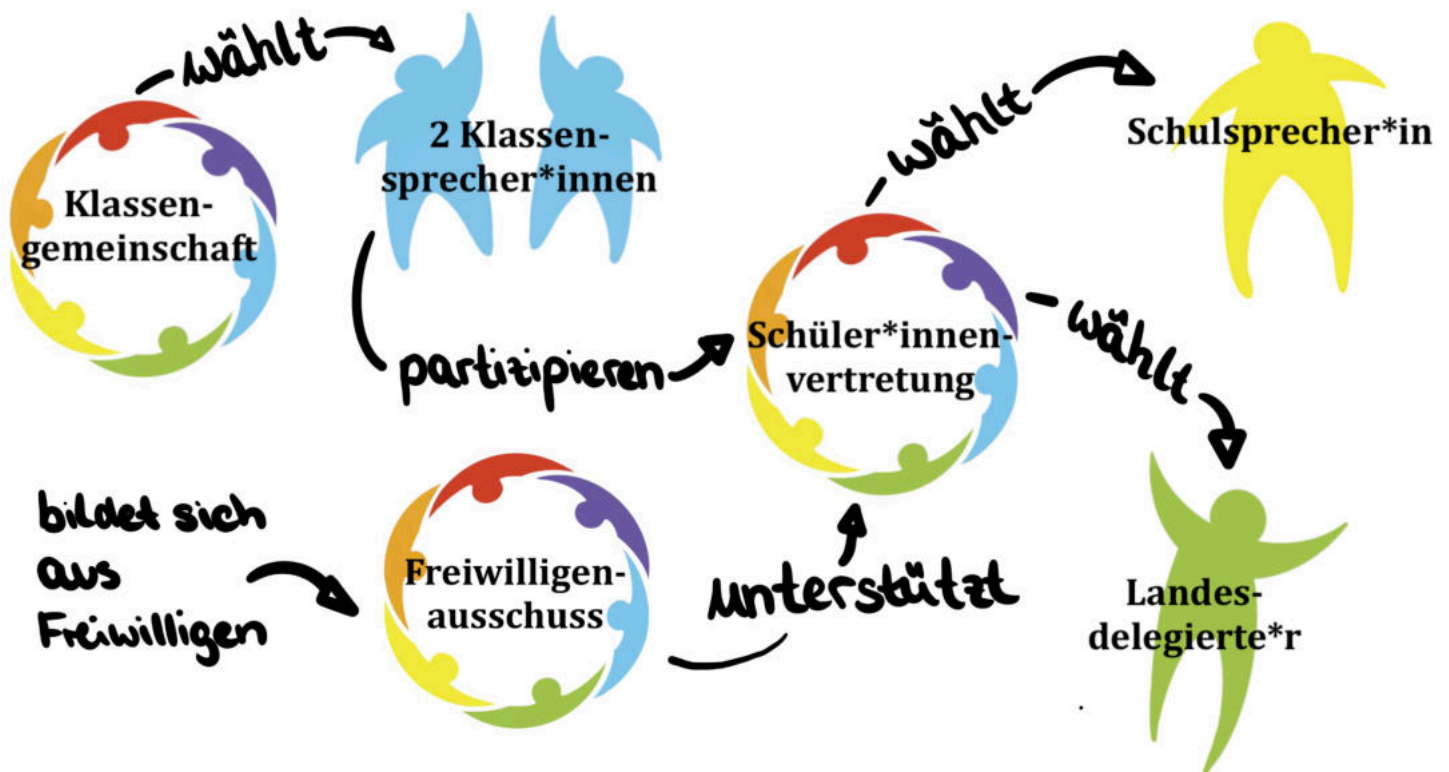 wählt
Klassen-
gemeinschaft
2 Klassen-
sprecher*innen
partizipieren
wählt
Schulsprecher*in
Schüler*innen-
vertretung
wählt
Landes-
delegierte*r
bildet sich
aus
Freiwilligen
Freiwilligen-
ausschuss
unterstützt